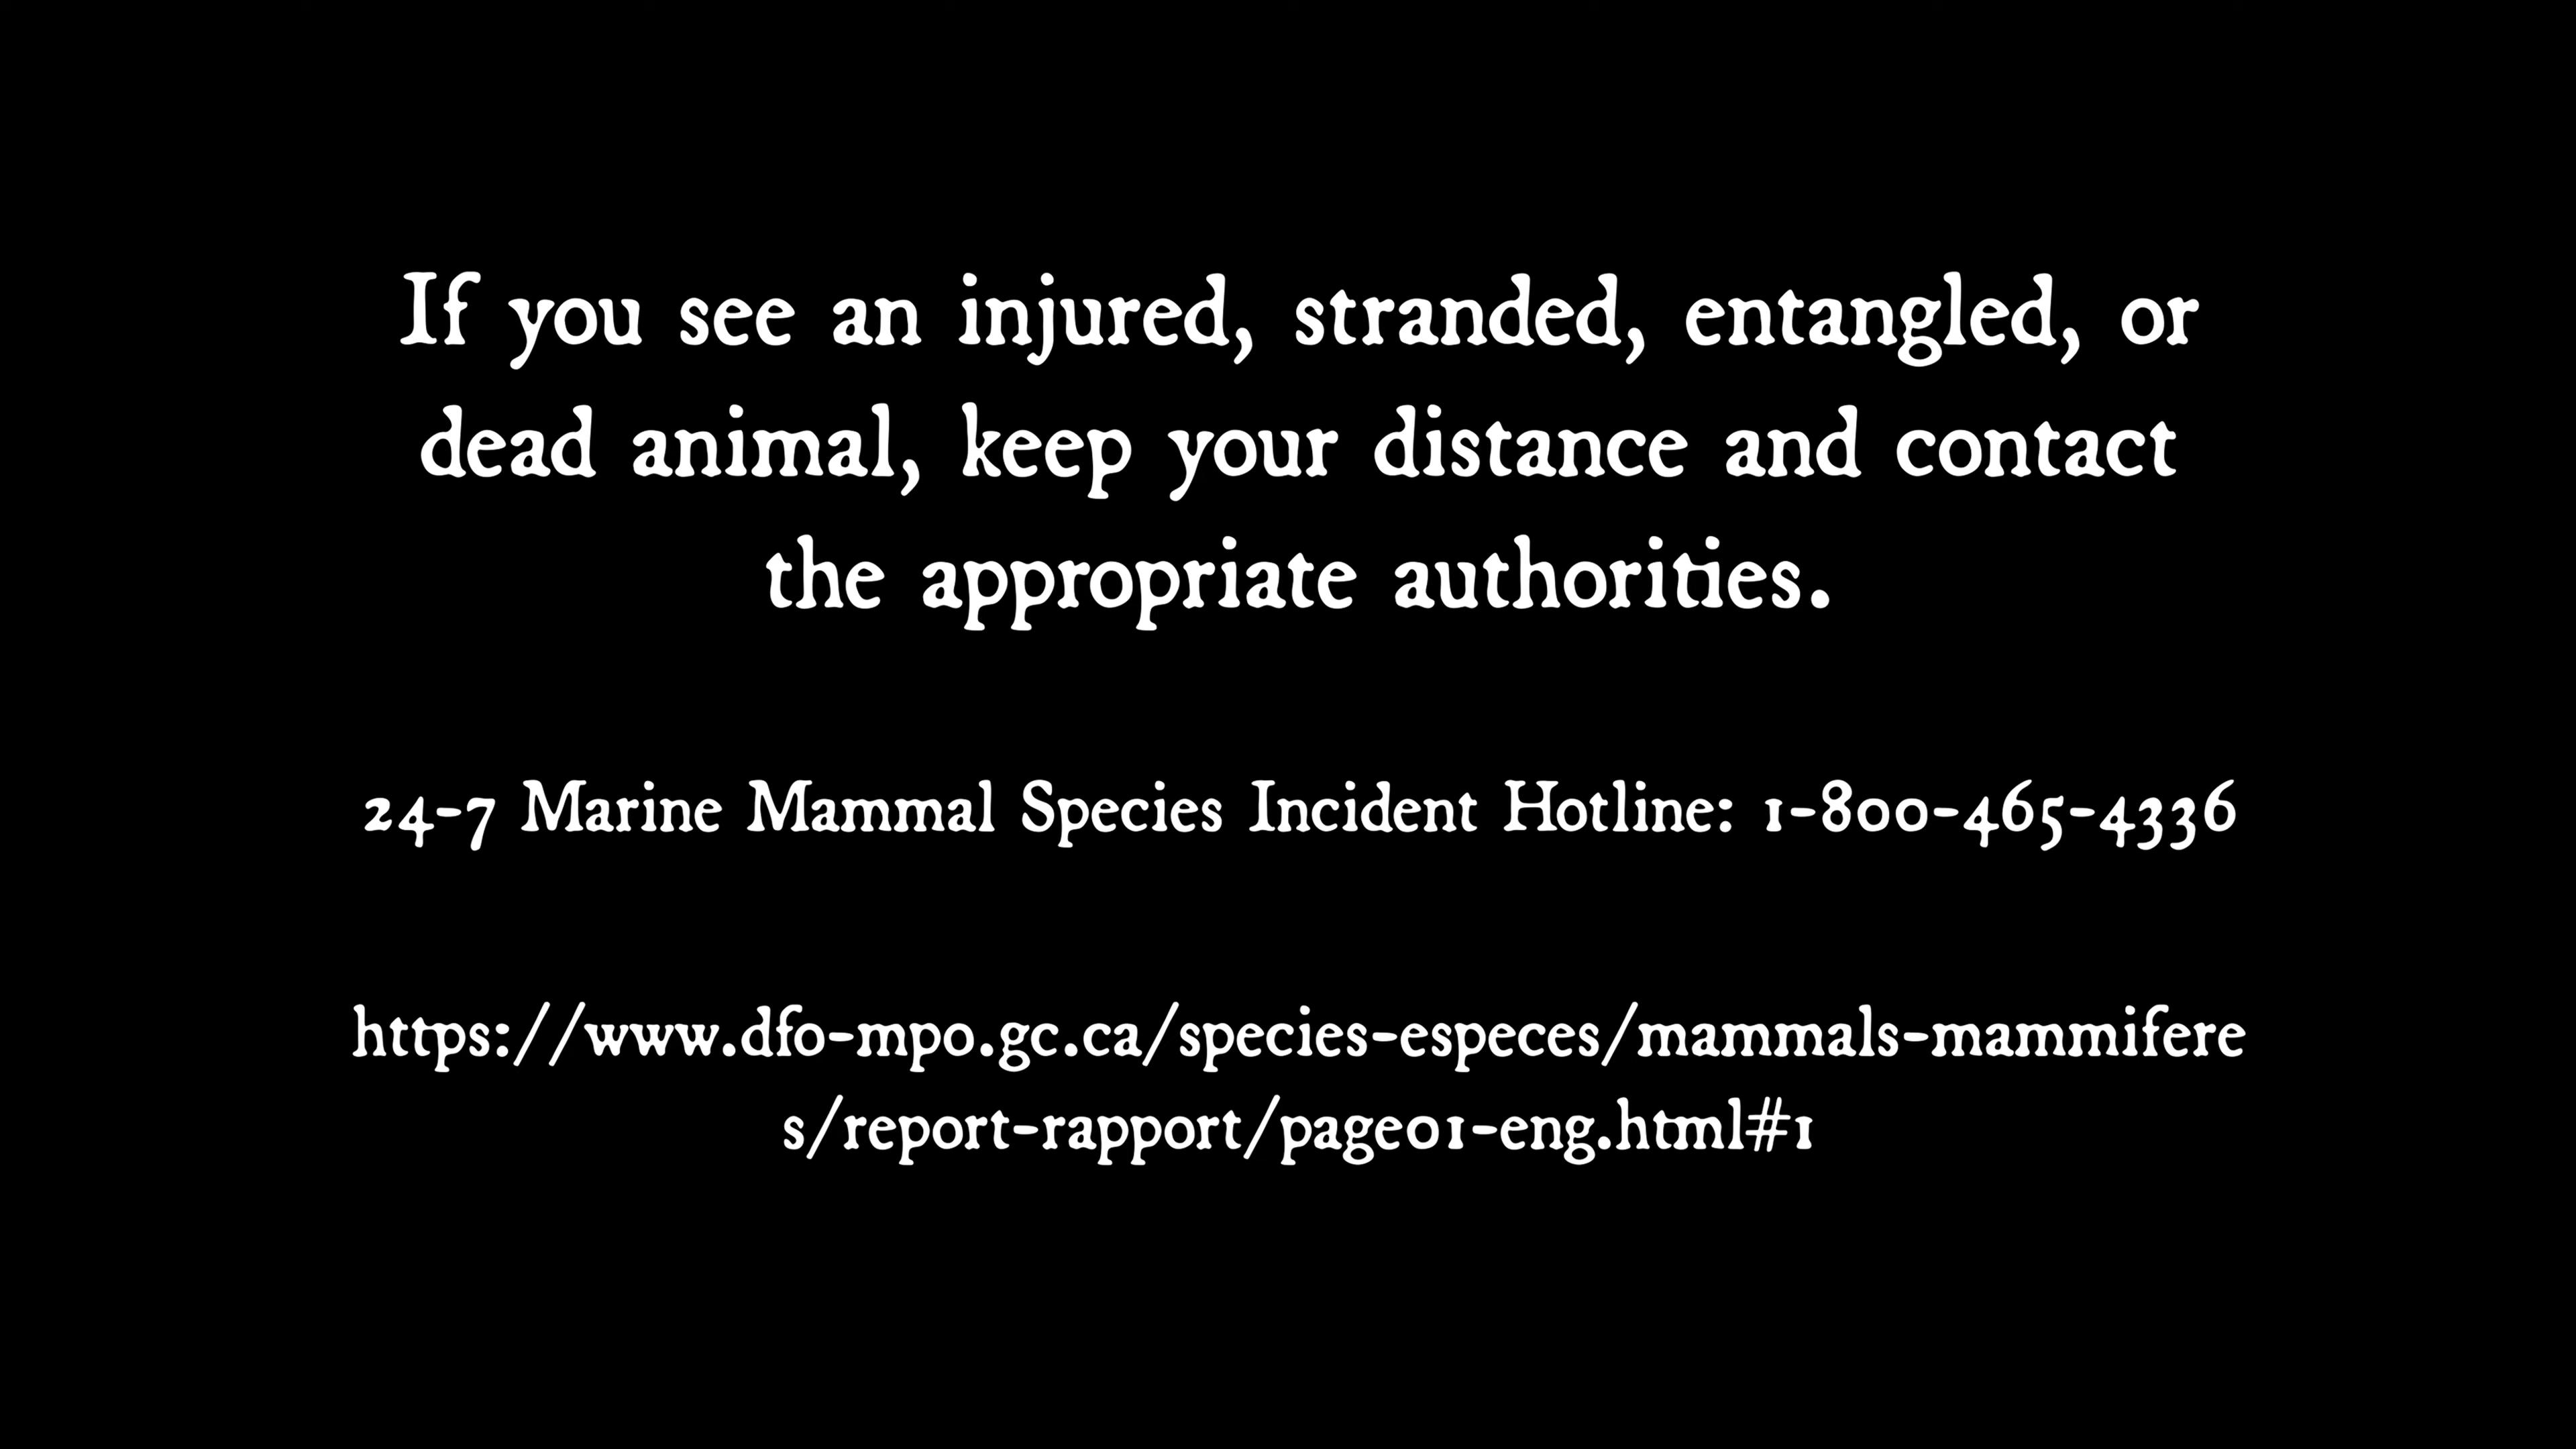 If you see an injured, stranded, entangled, or
dead animal, keep your distance and contact
the appropriate authorities.
24-7 Marine Mammal Species Incident Hotline: 1-800-465-4336
https://www.dfo-mpo.gc.ca/species-especes/mammals-mammifere
s/report-rapport/page01-eng.html#1